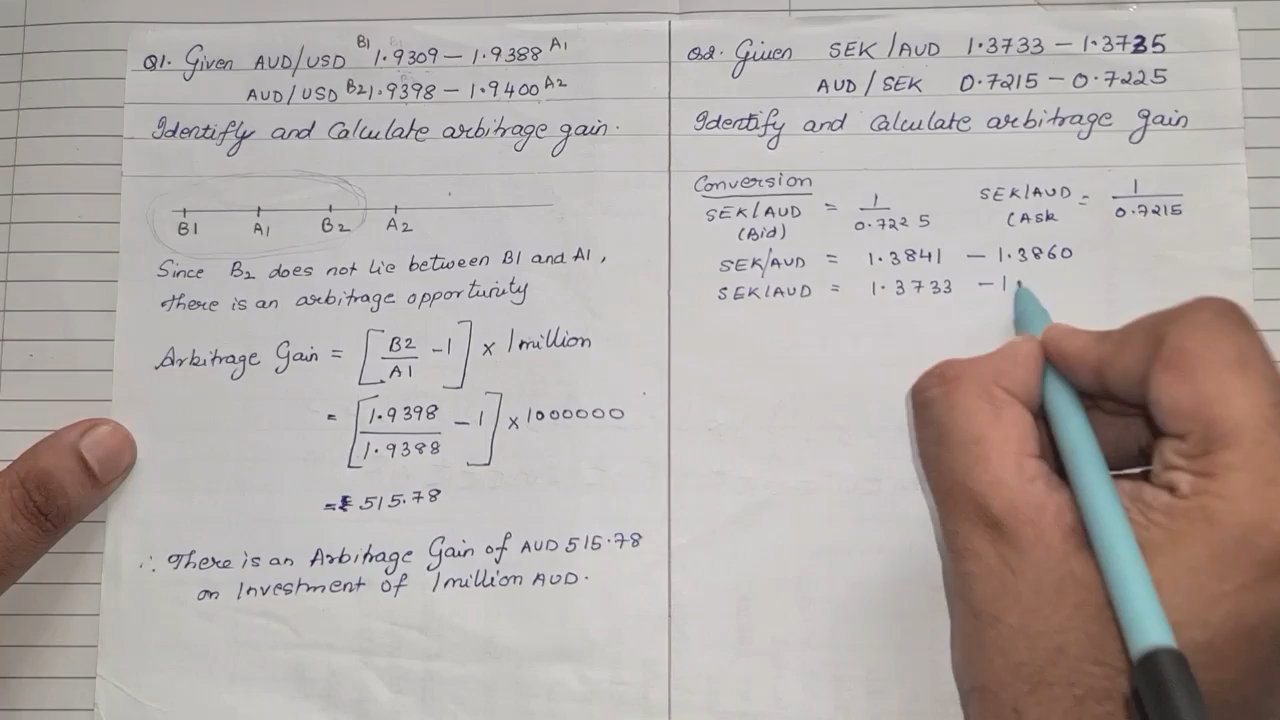 Q1. Given AUD/USD B1 1.9309 – 1.9388 A1
AUD/USD B2 1.9398 – 1.9400 A2
Identifly and Calculate arbitrage gain.
B1 A1 B2 A2
Since B2 does not lie between B1 and A1,
there is an arbitrage opportunity
Arbitrage Gain = [B2/A1 - 1] × 1million
= [1.9398/1.9388 - 1] × 1000000
= 515.78
∴ There is an Arbitrage Gain of AUD 515.78
on Investment of 1million AUD.
Q2. Given SEK/AUD 1.3733 – 1.3735
AUD/SEK 0.7215 – 0.7225
Identify and Calculate arbitrage gain
Conversion
SEK/AUD (Bid) = 1/0.7225 SEK/AUD (Ask = 1/0.7215
SEK/AUD = 1.3841 – 1.3860
SEK/AUD = 1.3733 – 1.